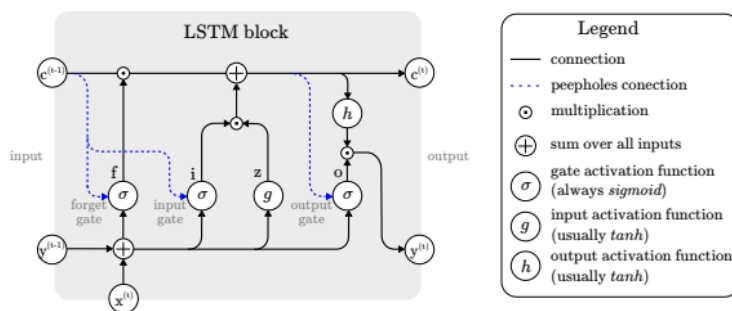 LSTM block
c(t-1)
c(t)
h
input
output
f
i
z
o
σ
σ
g
σ
forget
gate
input
gate
output
gate
y(t-1)
y(t)
x(t)
Legend
connection
peepholes conection
multiplication
sum over all inputs
σ
gate activation function
(always sigmoid)
g
input activation function
(usually tanh)
h
output activation function
(usually tanh)